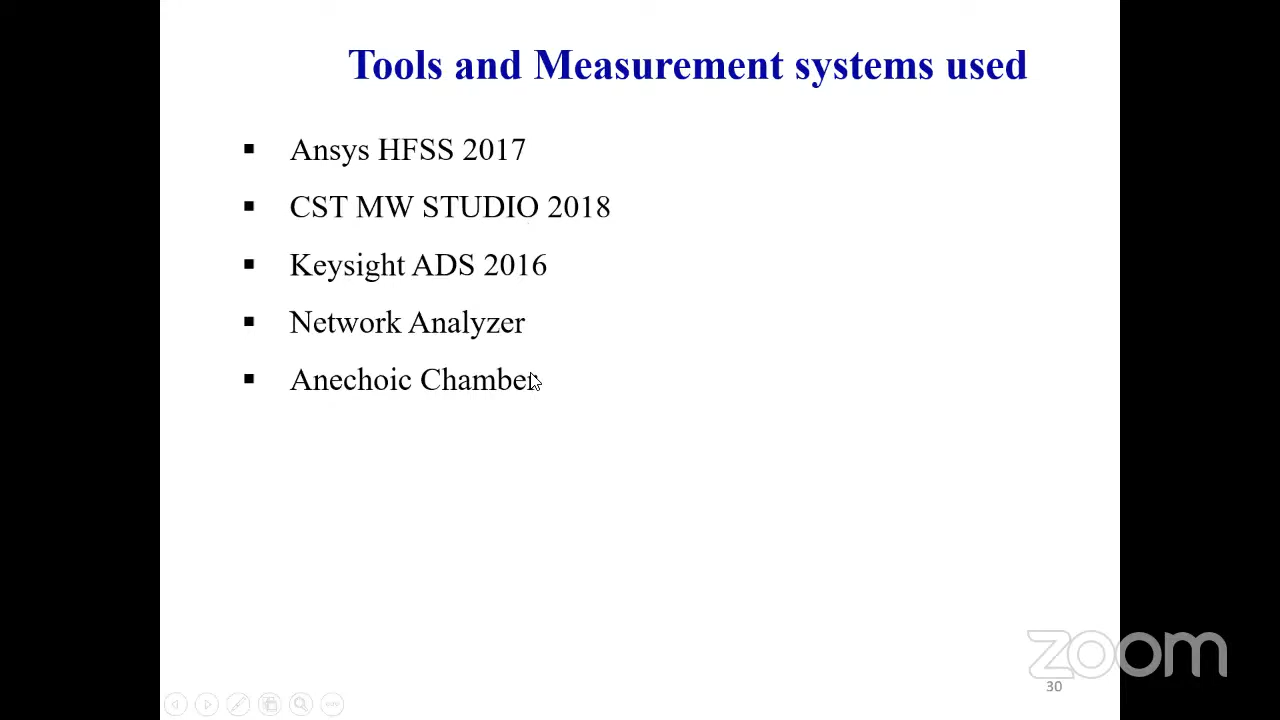 Tools and Measurement systems used
Ansys HFSS 2017
CST MW STUDIO 2018
Keysight ADS 2016
Network Analyzer
Anechoic Chamber
zoom
30